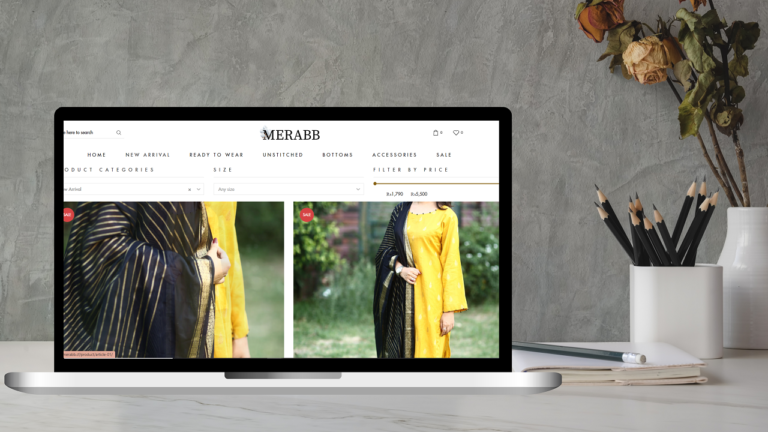 here to search
MERABB
0
0
HOME NEW ARRIVAL READY TO WEAR UNSTITCHED BOTTOMS ACCESSORIES SALE
ODUCT CATEGORIES SIZE FILTER BY PRICE
Arrival Any size
₨1,790 ₨5,500
SALE
SALE